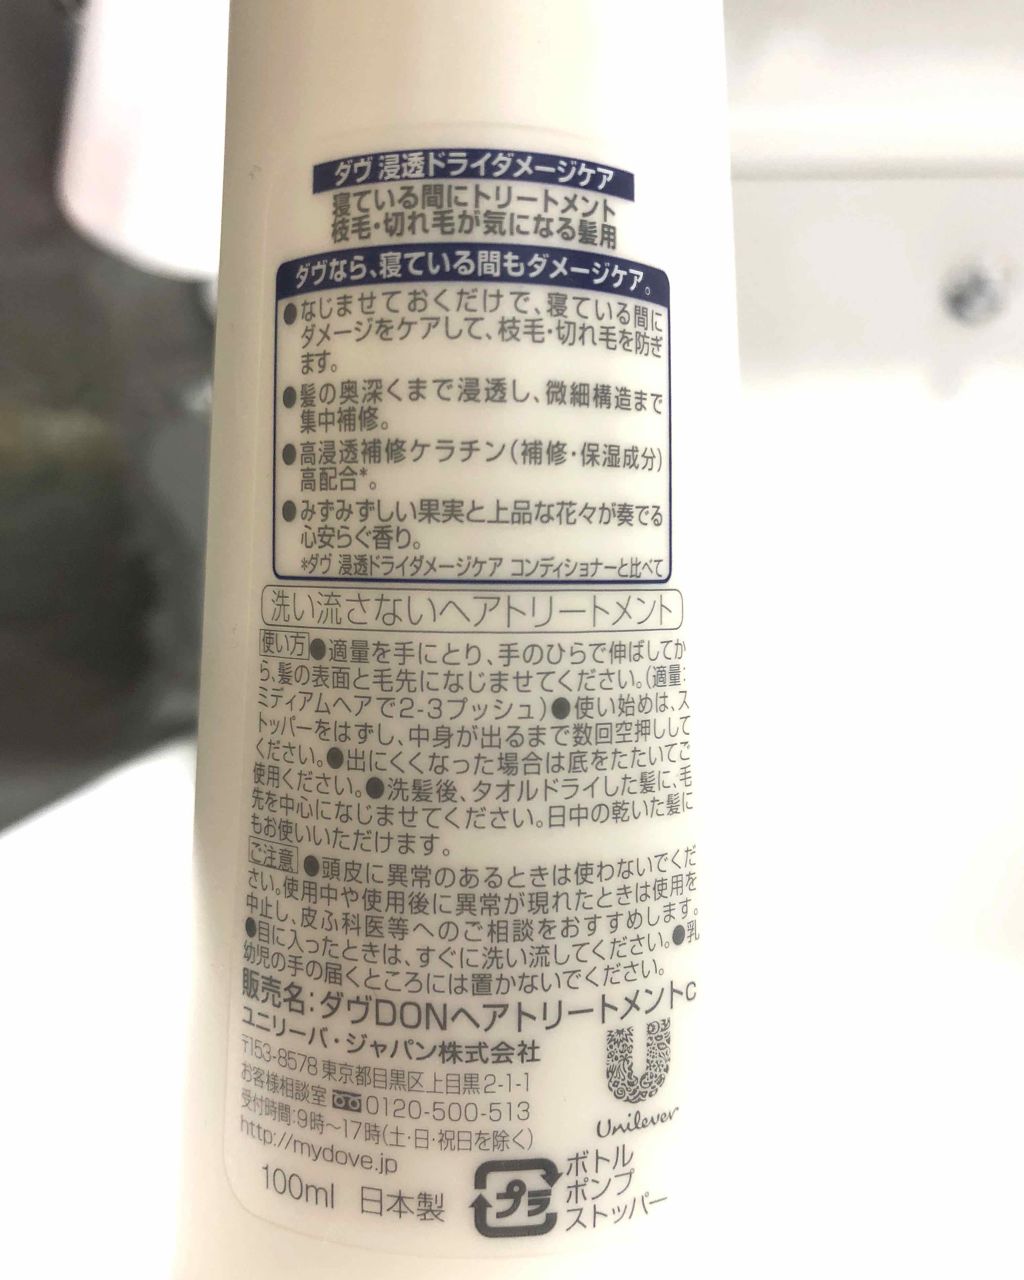 ダヴ 浸透ドライダメージケア
寝ている間にトリートメント
枝毛・切れ毛が気になる髪用
ダヴなら、寝ている間もダメージケア。
●なじませておくだけで、寝ている間に
ダメージをケアして、枝毛・切れ毛を防ぎ
ます。
●髪の奥深くまで浸透し、微細構造まで
集中補修。
●高浸透補修ケラチン(補修・保湿成分)
高配合*。
●みずみずしい果実と上品な花々が奏でる
心安らぐ香り。
*ダヴ 浸透ドライダメージケア コンディショナーと比べて
洗い流さないヘアトリートメント
使い方●適量を手にとり、手のひらで伸ばしてか
ら、髪の表面と毛先になじませてください。(適量:
ミディアムヘアで2-3プッシュ)●使い始めは、ス
トッパーをはずし、中身が出るまで数回空押しして
ください。●出にくくなった場合は底をたたいてご
使用ください。●洗髪後、タオルドライした髪に、毛
先を中心になじませてください。日中の乾いた髪に
もお使いいただけます。
ご注意●頭皮に異常のあるときは使わないでくだ
さい。使用中や使用後に異常が現れたときは使用を
中止し、皮ふ科医等へのご相談をおすすめします。
●目に入ったときは、すぐに洗い流してください。●乳
幼児の手の届くところには置かないでください。
販売名:ダヴDONヘアトリートメントC
ユニリーバ・ジャパン株式会社
〒153-8578 東京都目黒区上目黒2-1-1
お客様相談室 0120-500-513
受付時間:9時〜17時(土・日・祝日を除く)
http://mydove.jp
Unilever
100ml 日本製
プラ
ボトル
ポンプ
ストッパー